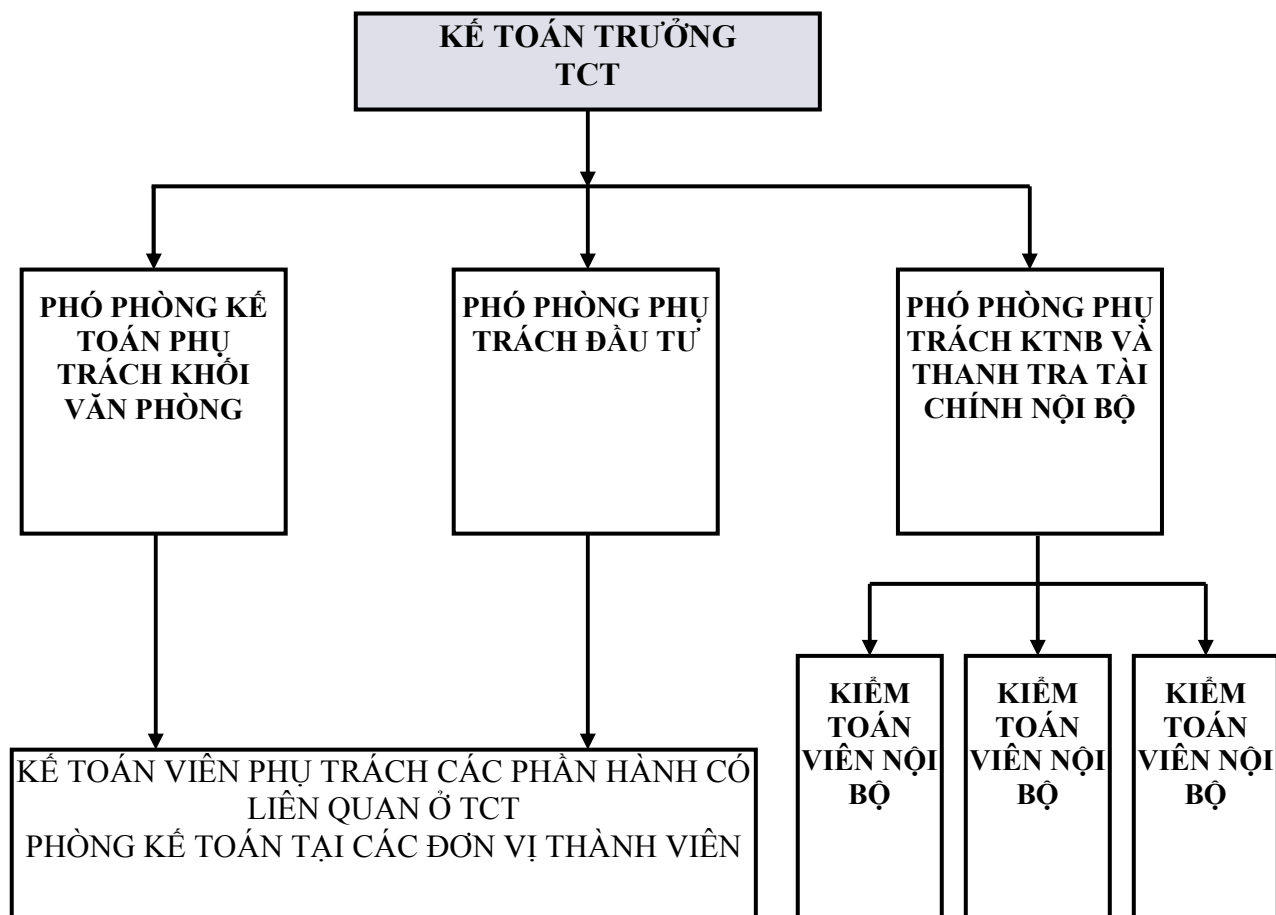 KẾ TOÁN TRƯỞNG
TCT
PHÓ PHÒNG KẾ
TOÁN PHỤ
TRÁCH KHỐI
VĂN PHÒNG
PHÓ PHÒNG PHỤ
TRÁCH ĐẦU TƯ
PHÓ PHÒNG PHỤ
TRÁCH KTNB VÀ
THANH TRA TÀI
CHÍNH NỘI BỘ
KẾ TOÁN VIÊN PHỤ TRÁCH CÁC PHẦN HÀNH CÓ
LIÊN QUAN Ở TCT
PHÒNG KẾ TOÁN TẠI CÁC ĐƠN VỊ THÀNH VIÊN
KIỂM
TOÁN
VIÊN NỘI
BỘ
KIỂM
TOÁN
VIÊN NỘI
BỘ
KIỂM
TOÁN
VIÊN NỘI
BỘ